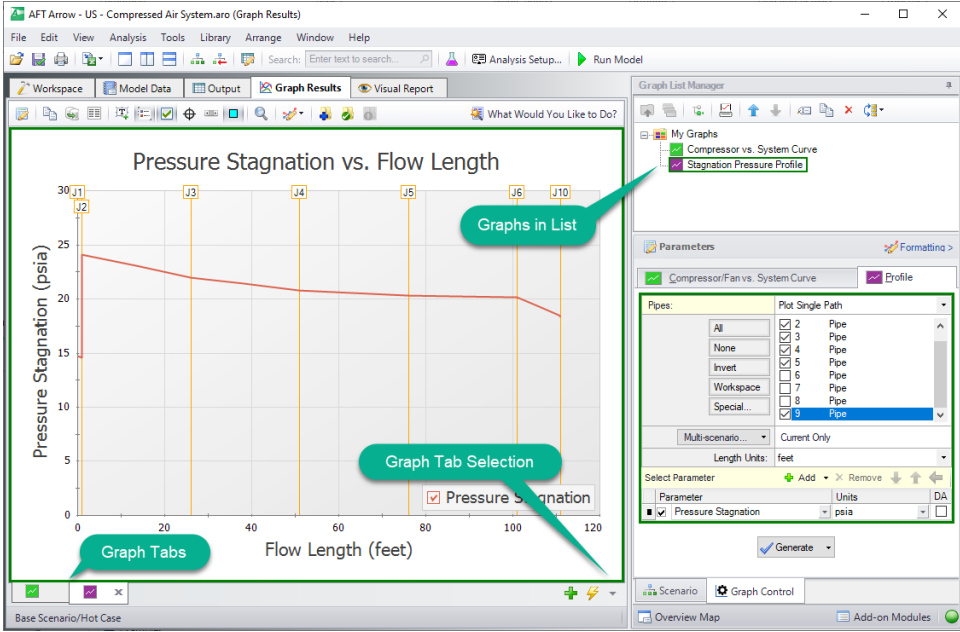 AFT Arrow - US - Compressed Air System.aro (Graph Results)
File Edit View Analysis Tools Library Arrange Window Help
Search: Enter text to search... Analysis Setup... Run Model
Workspace Model Data Output Graph Results Visual Report
What Would You Like to Do?
Pressure Stagnation vs. Flow Length
30
25
20
15
10
5
0
J1
J2
J3
J4
J5
J6
J10
Pressure Stagnation (psia)
0 20 40 60 80 100 120
Flow Length (feet)
Pressure St gnation
Graph Tab Selection
Graph Tabs
Base Scenario/Hot Case
Graph List Manager
My Graphs
Compressor vs. System Curve
Stagnation Pressure Profile
Graphs in List
Parameters Formatting >
Compressor/Fan vs. System Curve Profile
Pipes: Plot Single Path
All
None
Invert
Workspace
Special...
2 Pipe
3 Pipe
4 Pipe
5 Pipe
6 Pipe
7 Pipe
8 Pipe
9 Pipe
Multi-scenario... Current Only
Length Units: feet
Select Parameter Add Remove
Parameter Units DA
Pressure Stagnation psia
Generate
Scenario Graph Control
Overview Map Add-on Modules